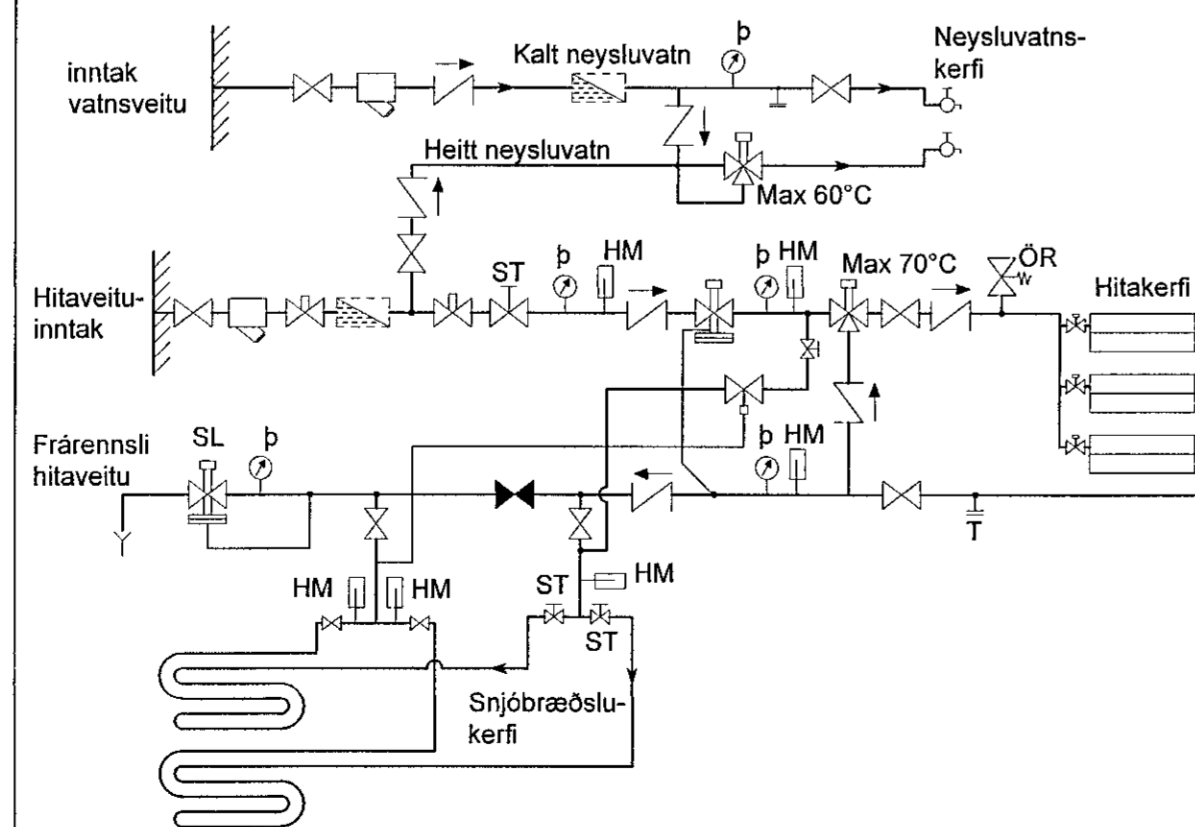 inntak
vatnsveitu
Kalt neysluvatn
þ
Neysluvatns-
kerfi
Heitt neysluvatn
Max 60°C
Hitaveitu-
inntak
ST
þ
HM
þ
HM
Max 70°C
ÖR
Hitakerfi
Frárennsli
hitaveitu
SL
þ
þ
HM
T
HM
HM
ST
HM
ST
Snjóbræðslu-
kerfi